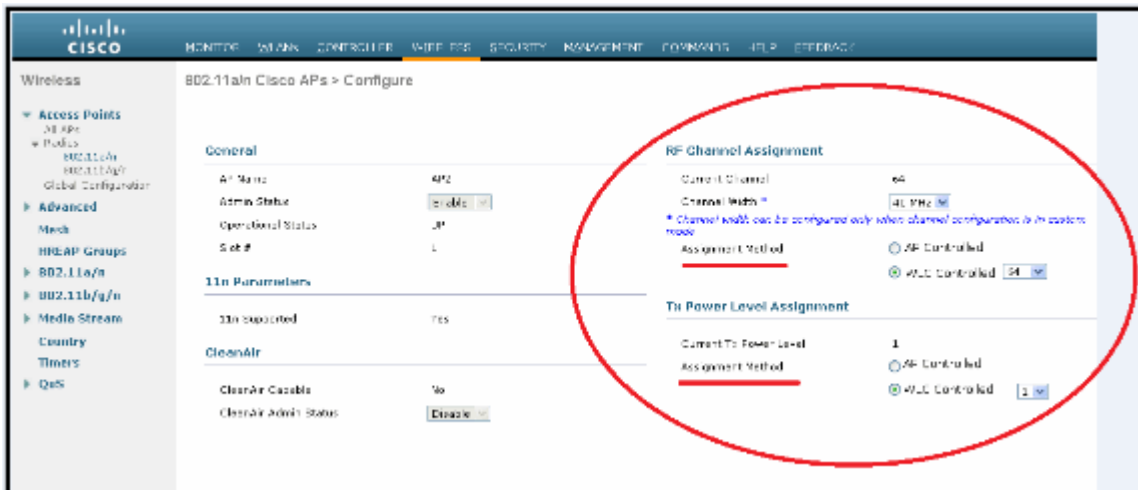 CISCO
MONITOR WLANs CONTROLLER WIRELESS SECURITY MANAGEMENT COMMANDS HELP FEEDBACK
Wireless
Access Points
All APs
Radios
802.11a/n
802.11b/g/n
Global Configuration
Advanced
Mesh
HREAP Groups
802.11a/n
802.11b/g/n
Media Stream
Country
Timers
QoS
802.11a/n Cisco APs > Configure
General
AP Name AP2
Admin Status Enable
Operational Status UP
Slot # 1
11n Parameters
11n Supported Yes
CleanAir
CleanAir Capable No
CleanAir Admin Status Disable
RF Channel Assignment
Current Channel 64
Channel Width * 40 MHz
* Channel width can be configured only when channel configuration is in custom
mode
Assignment Method AP Controlled
WLC Controlled 64
Tx Power Level Assignment
Current Tx Power Level 1
Assignment Method AP Controlled
WLC Controlled 1